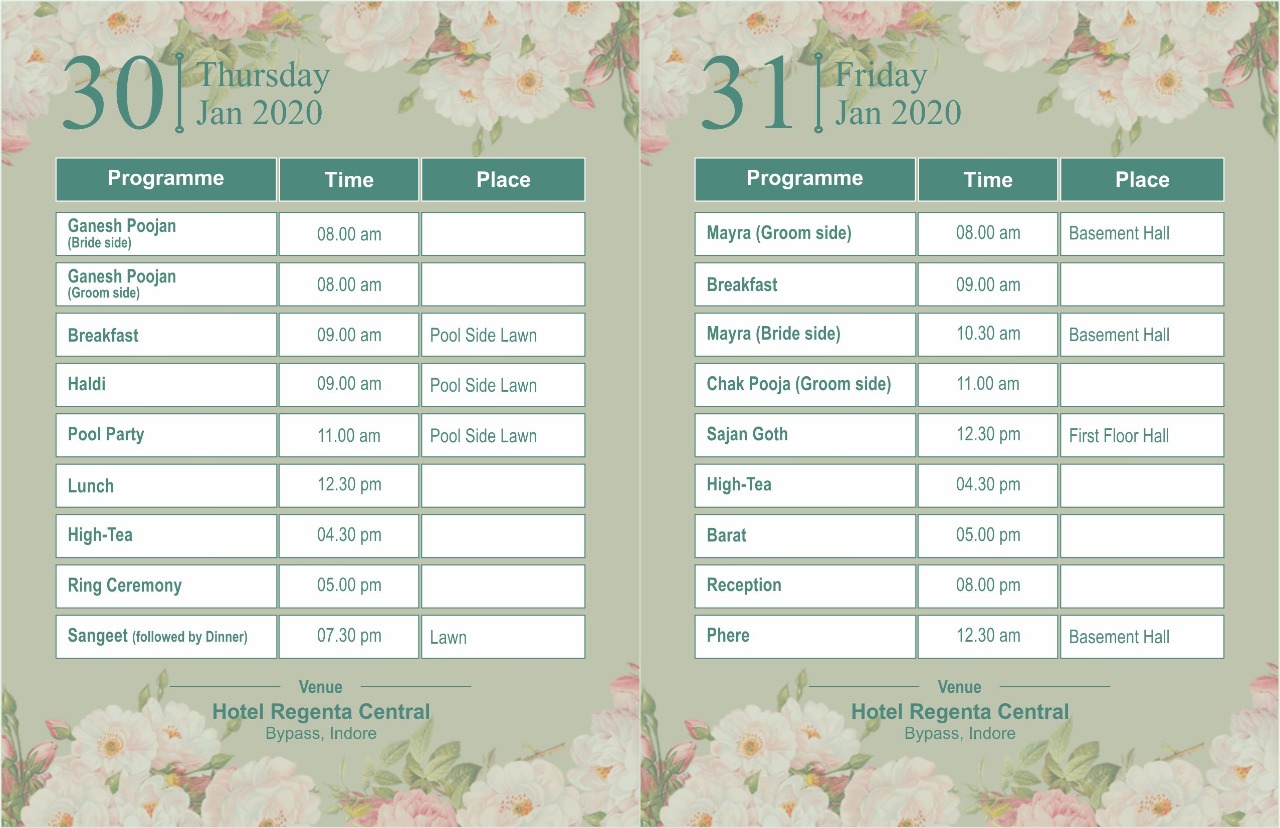 30 Thursday
Jan 2020
Programme Time Place
Ganesh Poojan
(Bride side) 08.00 am
Ganesh Poojan
(Groom side) 08.00 am
Breakfast 09.00 am Pool Side Lawn
Haldi 09.00 am Pool Side Lawn
Pool Party 11.00 am Pool Side Lawn
Lunch 12.30 pm
High-Tea 04.30 pm
Ring Ceremony 05.00 pm
Sangeet (followed by Dinner) 07.30 pm Lawn
Venue
Hotel Regenta Central
Bypass, Indore
31 Friday
Jan 2020
Programme Time Place
Mayra (Groom side) 08.00 am Basement Hall
Breakfast 09.00 am
Mayra (Bride side) 10.30 am Basement Hall
Chak Pooja (Groom side) 11.00 am
Sajan Goth 12.30 pm First Floor Hall
High-Tea 04.30 pm
Barat 05.00 pm
Reception 08.00 pm
Phere 12.30 am Basement Hall
Venue
Hotel Regenta Central
Bypass, Indore